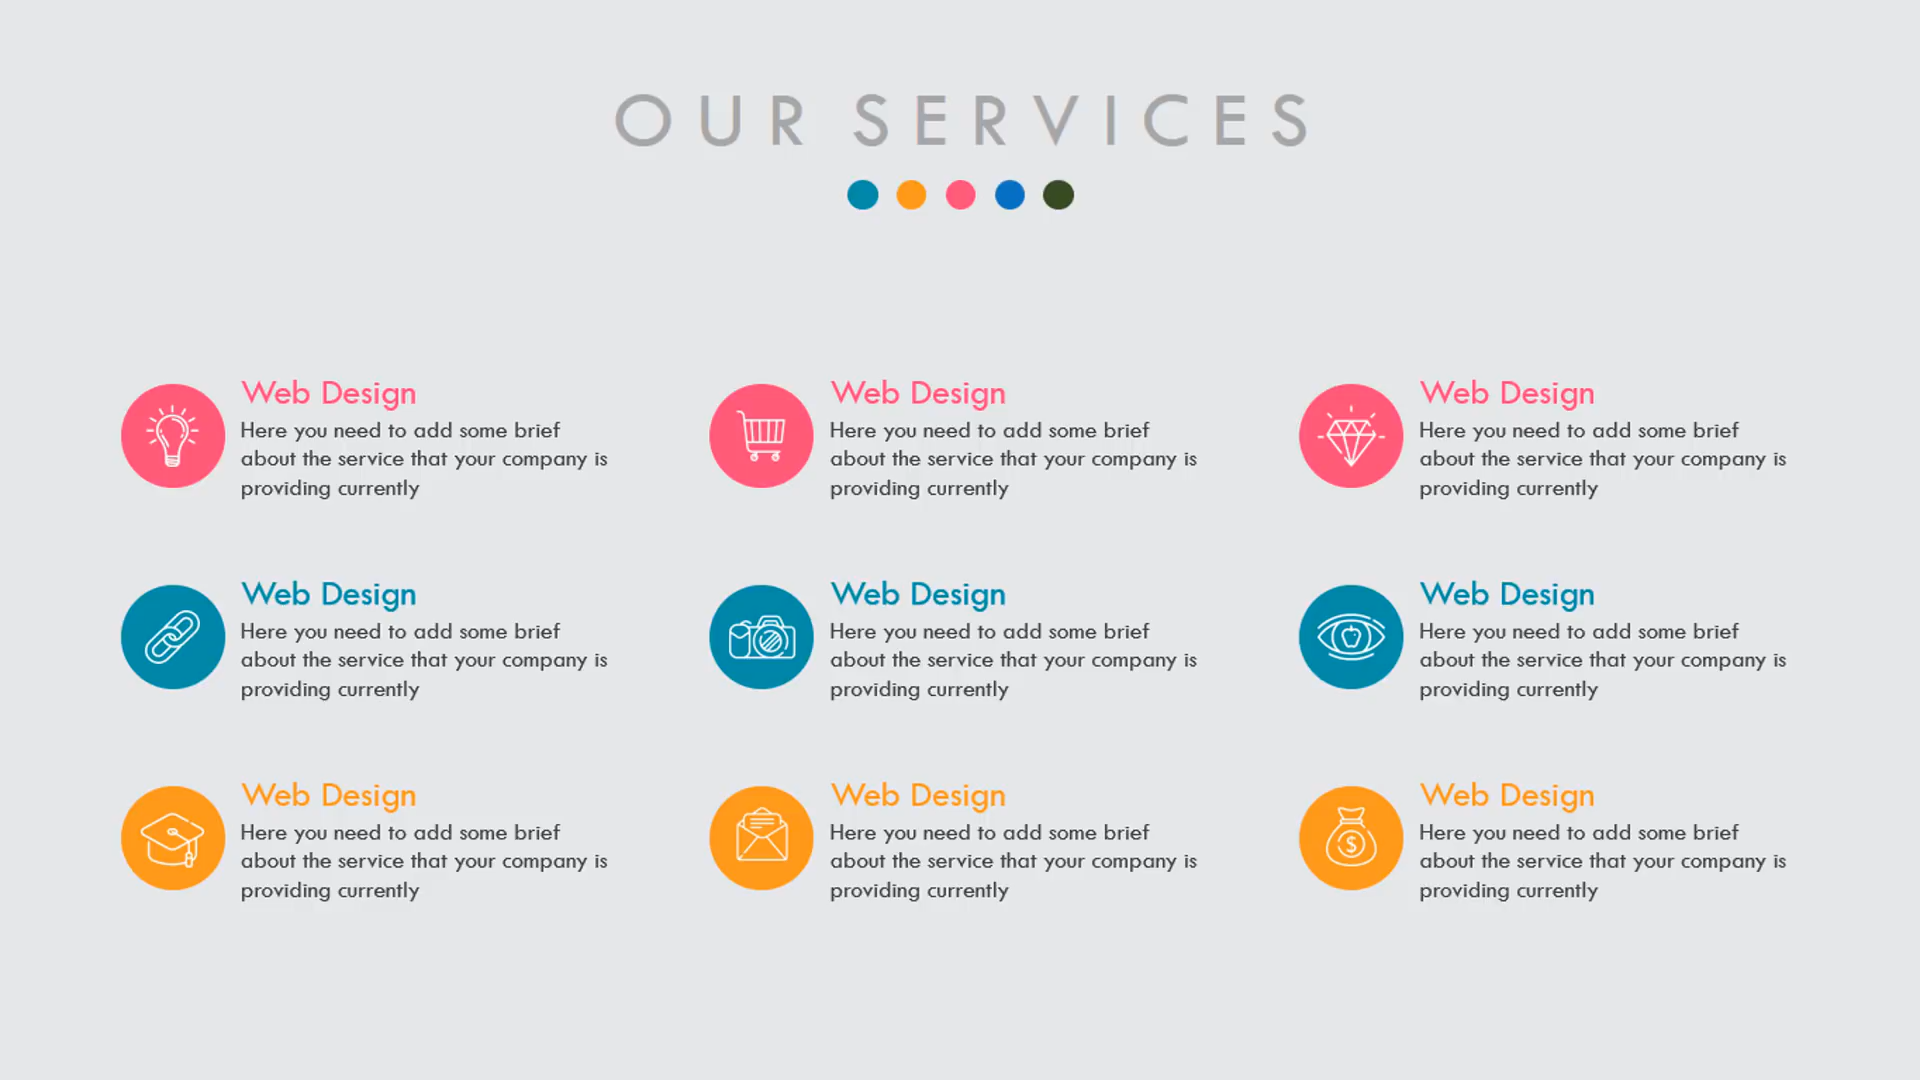 OUR SERVICES
Web Design
Here you need to add some brief
about the service that your company is
providing currently
Web Design
Here you need to add some brief
about the service that your company is
providing currently
Web Design
Here you need to add some brief
about the service that your company is
providing currently
Web Design
Here you need to add some brief
about the service that your company is
providing currently
Web Design
Here you need to add some brief
about the service that your company is
providing currently
Web Design
Here you need to add some brief
about the service that your company is
providing currently
Web Design
Here you need to add some brief
about the service that your company is
providing currently
Web Design
Here you need to add some brief
about the service that your company is
providing currently
Web Design
Here you need to add some brief
about the service that your company is
providing currently
$